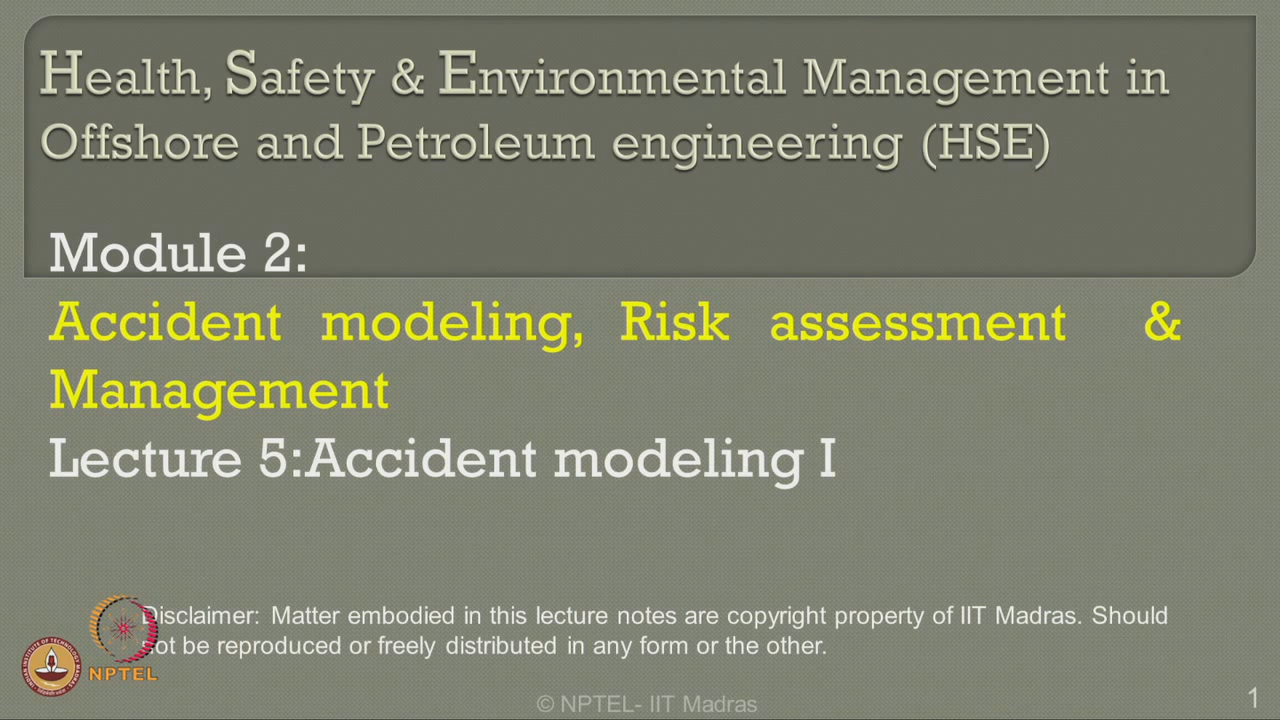 Health, Safety & Environmental Management in
Offshore and Petroleum engineering (HSE)
Module 2:
Accident modeling, Risk assessment &
Management
Lecture 5:Accident modeling I
Disclaimer: Matter embodied in this lecture notes are copyright property of IIT Madras. Should
not be reproduced or freely distributed in any form or the other.
NPTEL
© NPTEL- IIT Madras
1